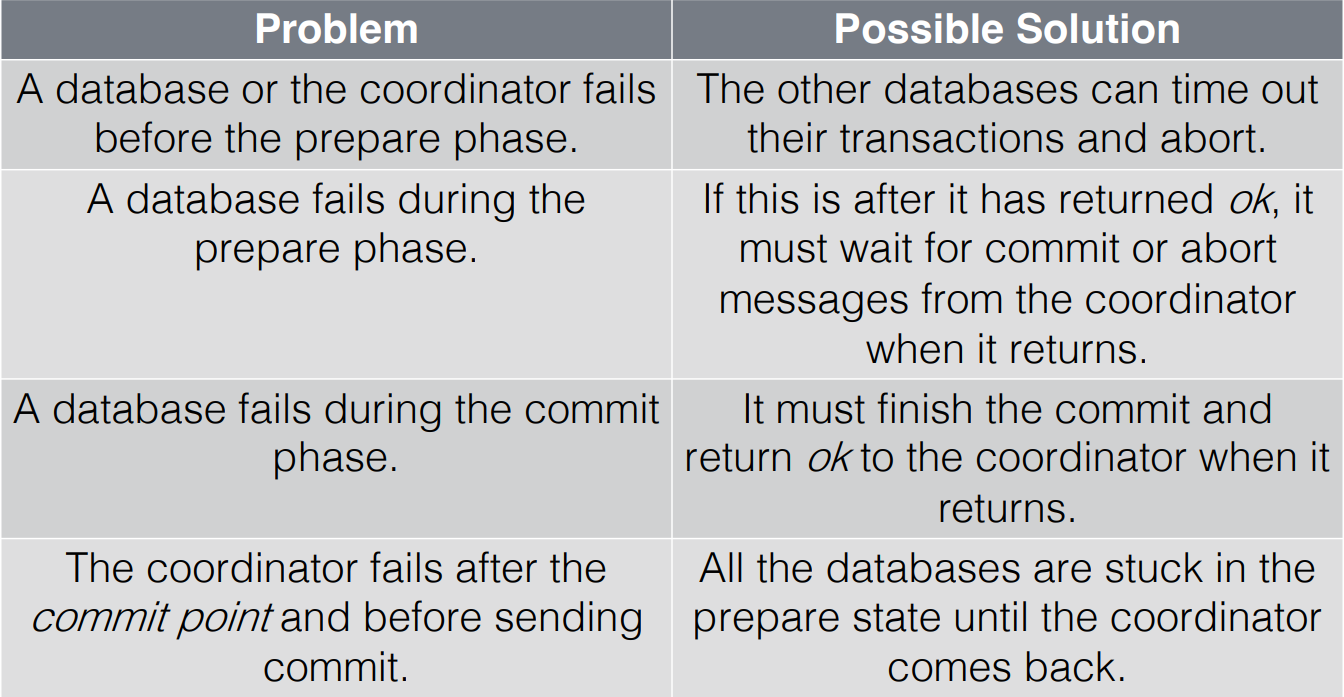 Problem
Possible Solution
A database or the coordinator fails
before the prepare phase.
The other databases can time out
their transactions and abort.
A database fails during the
prepare phase.
If this is after it has returned ok, it
must wait for commit or abort
messages from the coordinator
when it returns.
A database fails during the commit
phase.
It must finish the commit and
return ok to the coordinator when it
returns.
The coordinator fails after the
commit point and before sending
commit.
All the databases are stuck in the
prepare state until the coordinator
comes back.